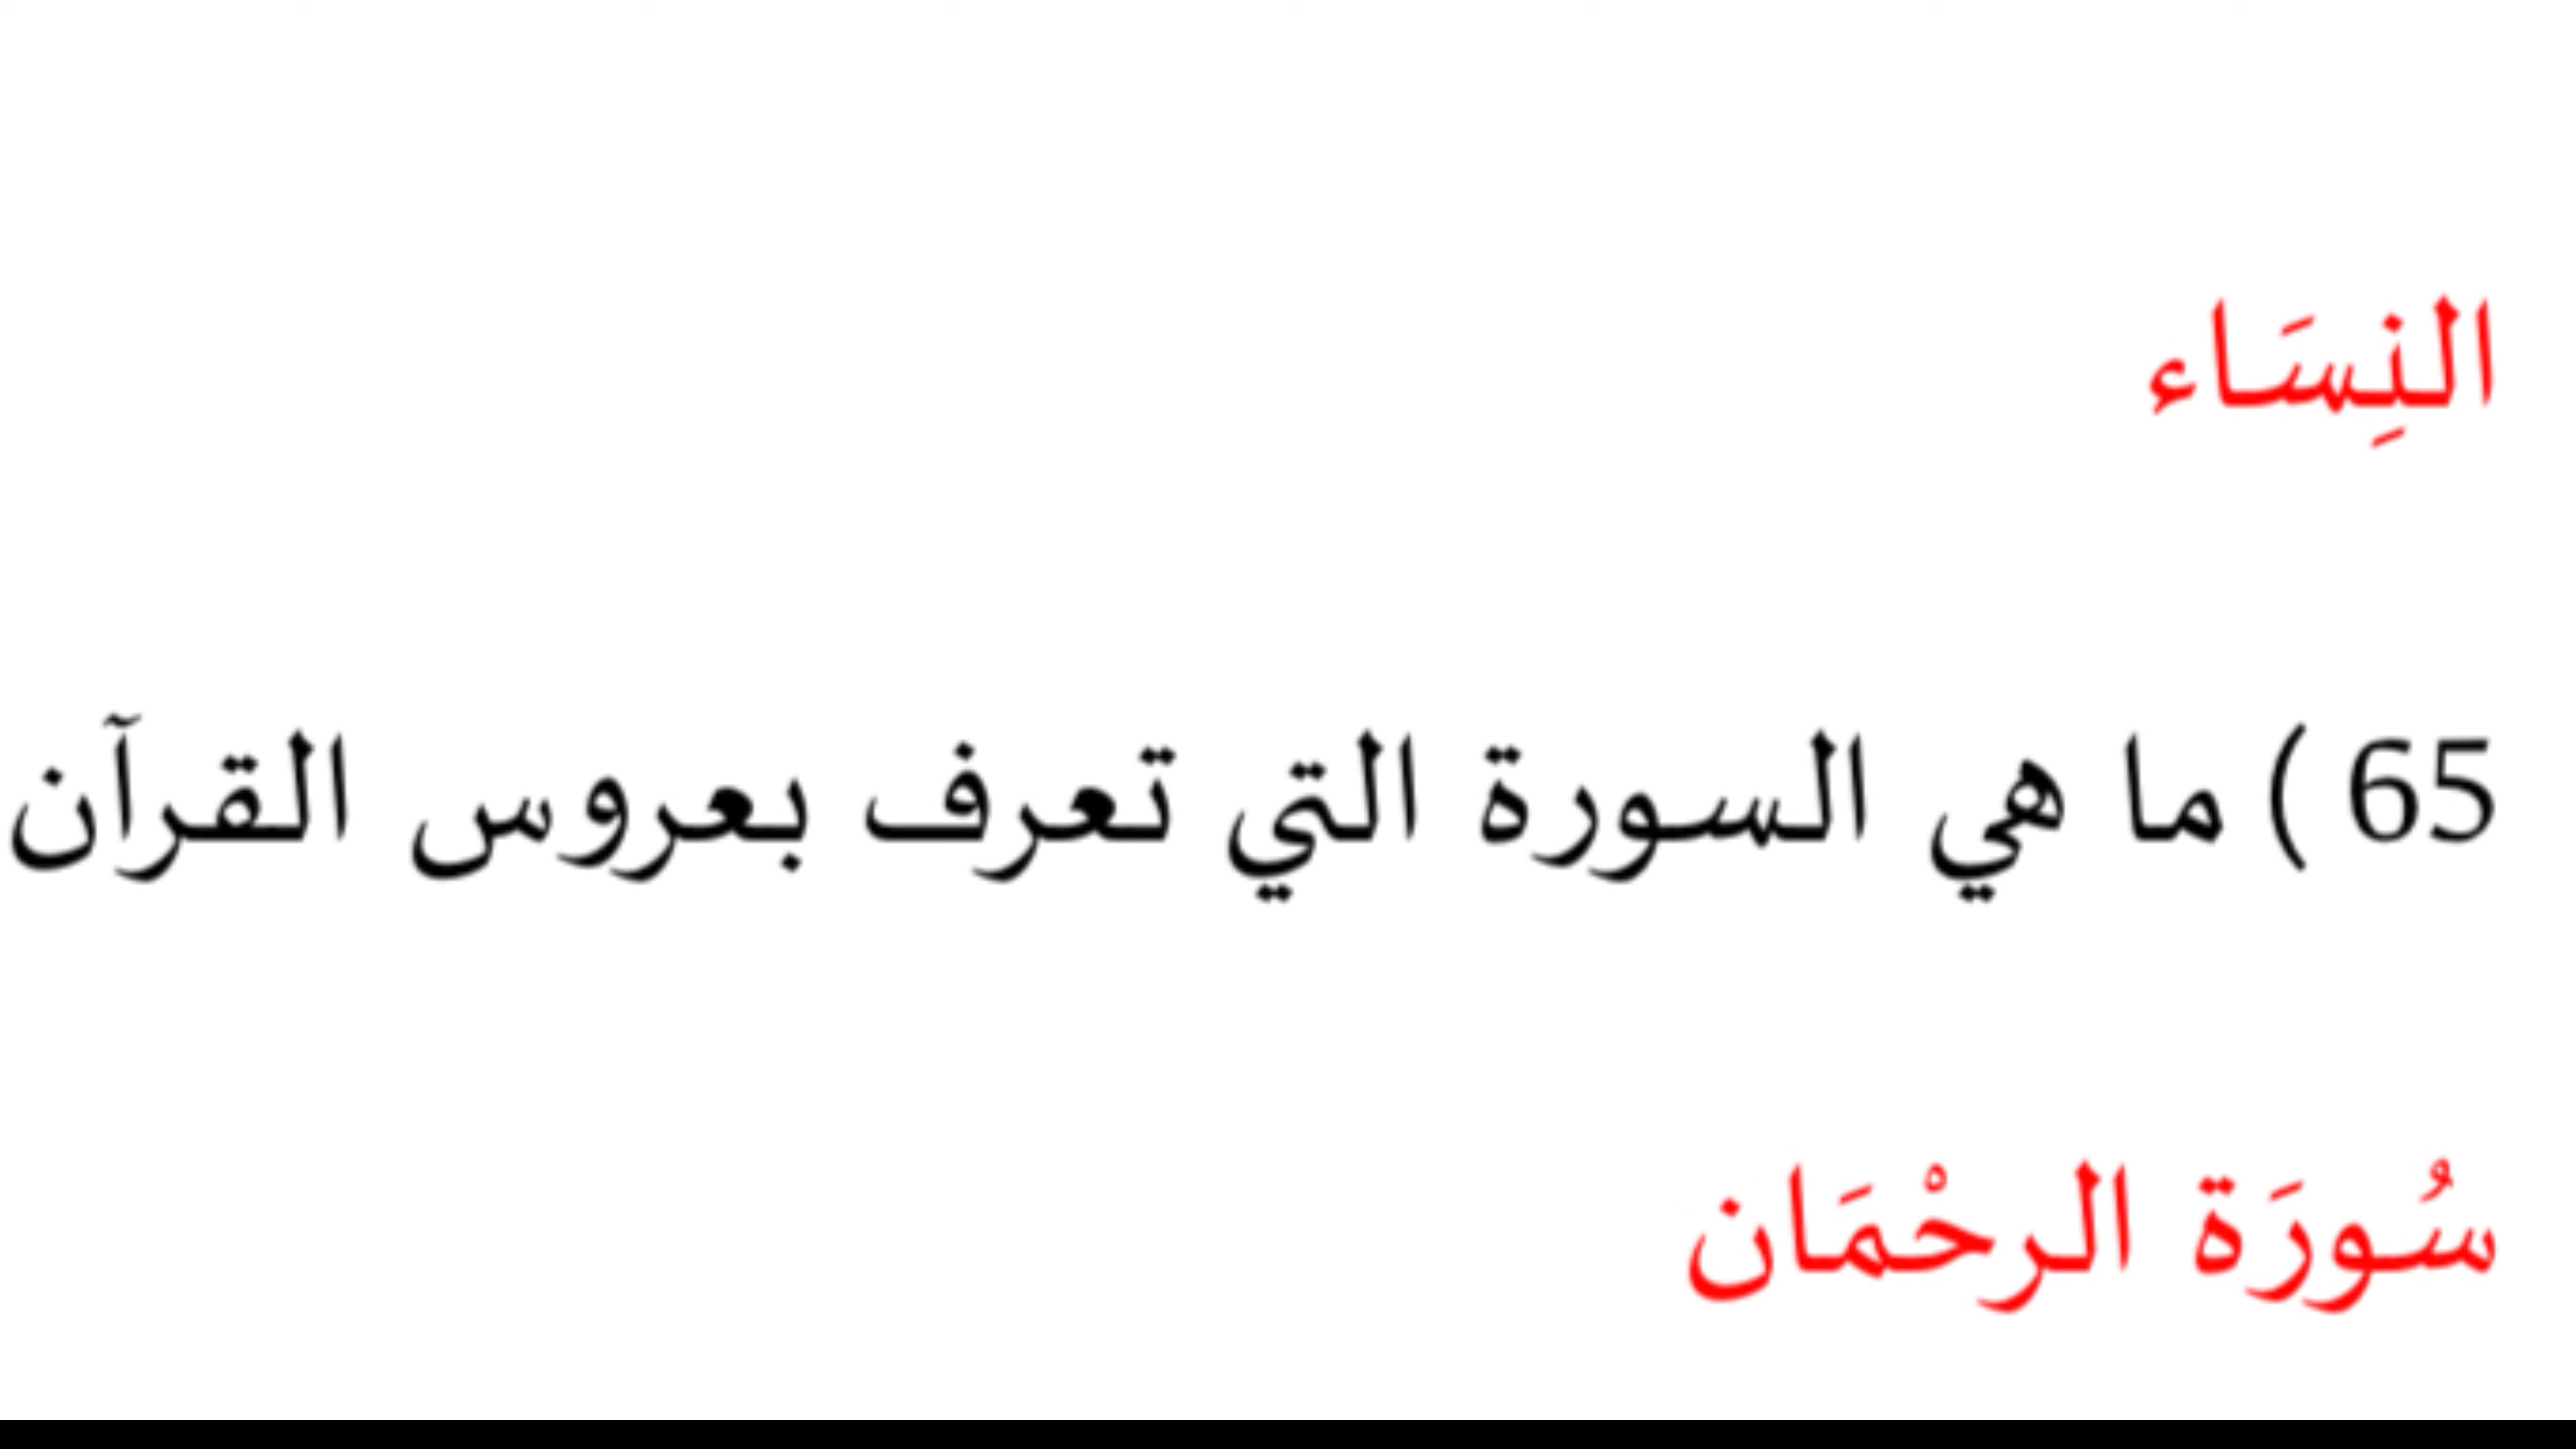 النِسَاء
65 ) ما هي السورة التي تعرف بعروس القرآن
سُورَة الرحْمَان